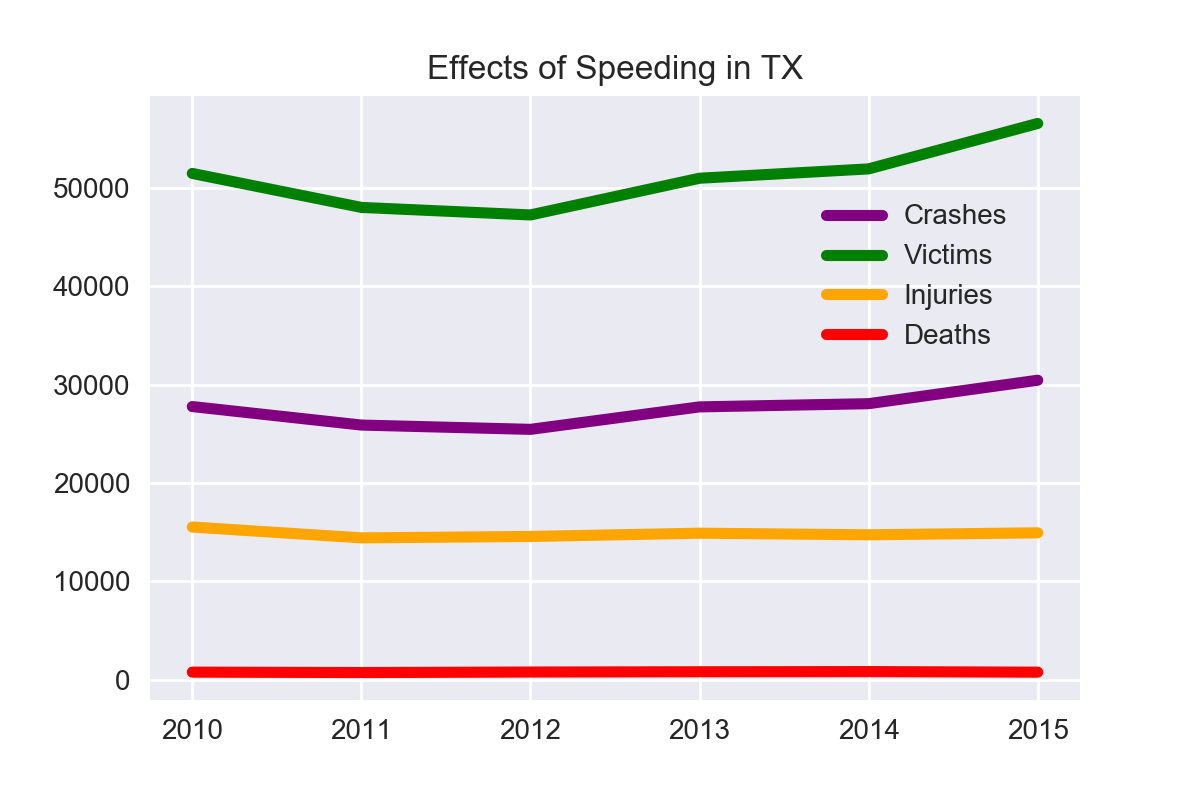 Effects of Speeding in TX
50000
40000
30000
20000
10000
0
Crashes
Victims
Injuries
Deaths
2010 2011 2012 2013 2014 2015